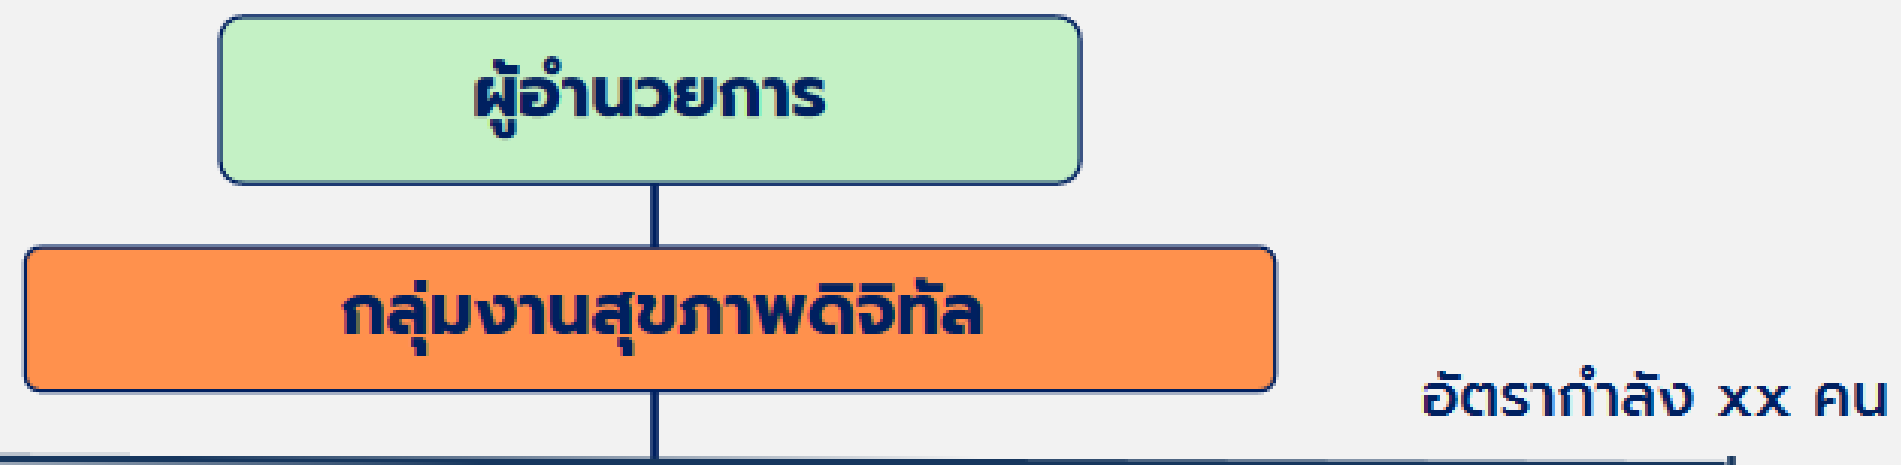 ผู้อำนวยการ
กลุ่มงานสุขภาพดิจิทัล
อัตรากำลัง xx คน